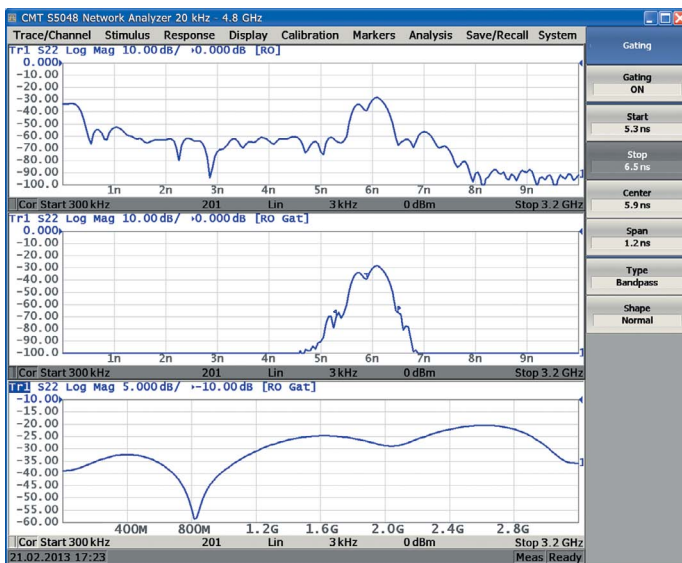 CMT S5048 Network Analyzer 20 kHz - 4.8 GHz
Trace/Channel Stimulus Response Display Calibration Markers Analysis Save/Recall System
Tr1 S22 Log Mag 10.00dB/ ▸0.000dB [RO]
0.000
-10.00
-20.00
-30.00
-40.00
-50.00
-60.00
-70.00
-80.00
-90.00
-100.0
1n 2n 3n 4n 5n 6n 7n 8n 9n
Cor Start 300 kHz 201 Lin 3 kHz 0 dBm Stop 3.2 GHz
Tr1 S22 Log Mag 10.00dB/ ▸0.000dB [RO Gat]
0.000
-10.00
-20.00
-30.00
-40.00
-50.00
-60.00
-70.00
-80.00
-90.00
-100.0
1n 2n 3n 4n 5n 6n 7n 8n 9n
Cor Start 300 kHz 201 Lin 3 kHz 0 dBm Stop 3.2 GHz
Tr1 S22 Log Mag 5.000dB/ ▸-10.00dB [RO Gat]
-10.00
-15.00
-20.00
-25.00
-30.00
-35.00
-40.00
-45.00
-50.00
-55.00
-60.00
400M 800M 1.2G 1.6G 2.0G 2.4G 2.8G
Cor Start 300 kHz 201 Lin 3 kHz 0 dBm Stop 3.2 GHz
21.02.2013 17:23 Meas Ready
Gating
Gating
ON
Start
5.3 ns
Stop
6.5 ns
Center
5.9 ns
Span
1.2 ns
Type
Bandpass
Shape
Normal